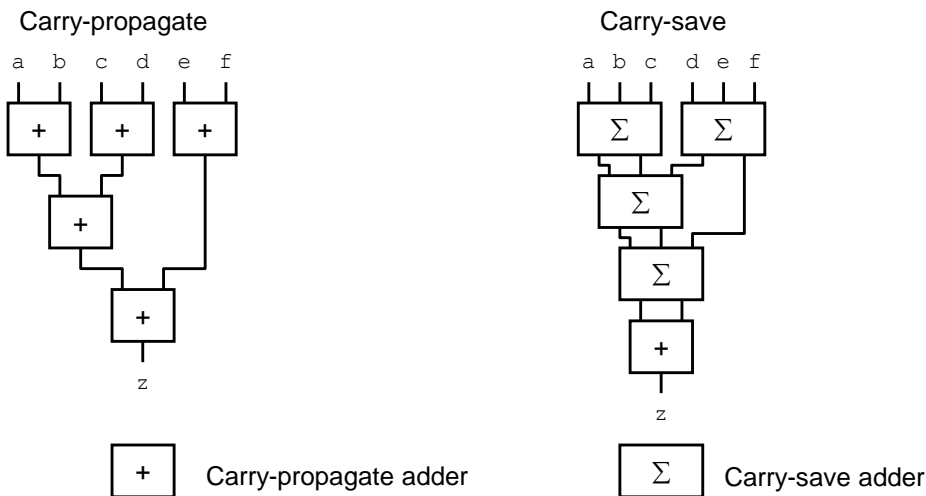 Carry-propagate
Carry-save
a b c d e f
a b c d e f
+ + +
Σ Σ
+
Σ
+
Σ
+
z
z
+ Carry-propagate adder
Σ Carry-save adder